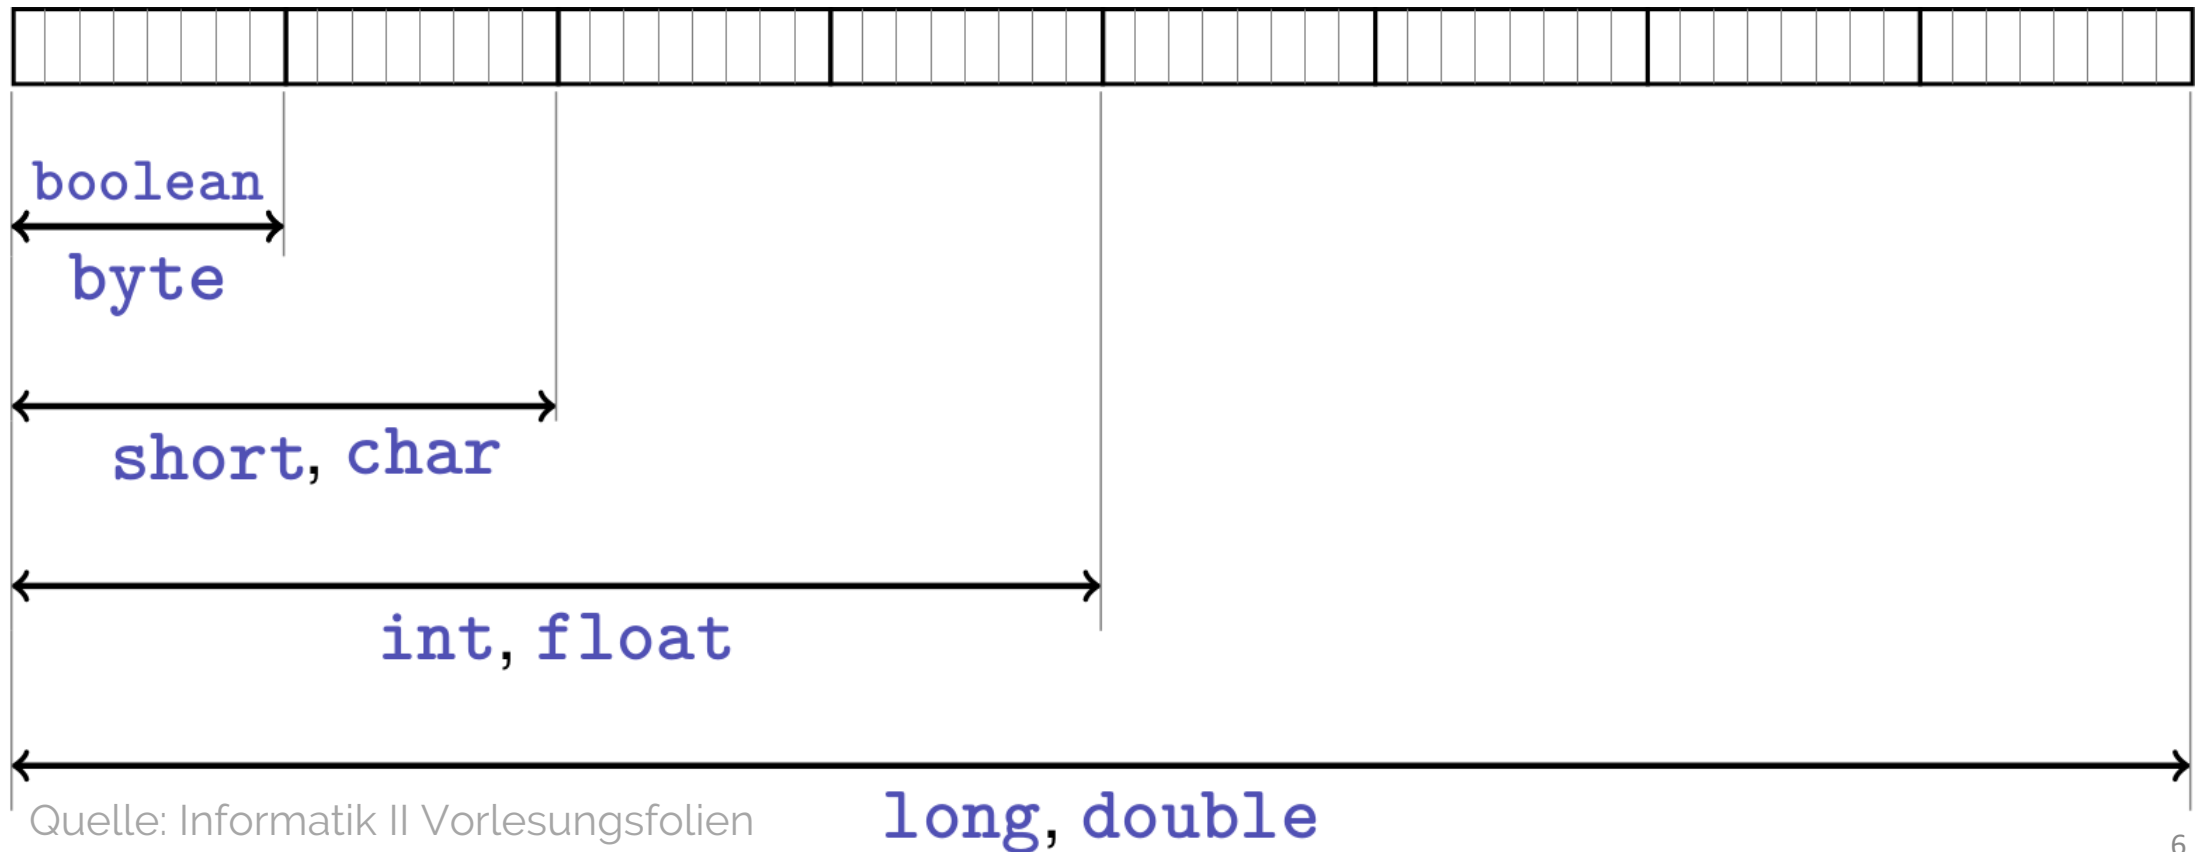 boolean
byte
short, char
int, float
long, double
Quelle: Informatik II Vorlesungsfolien
6